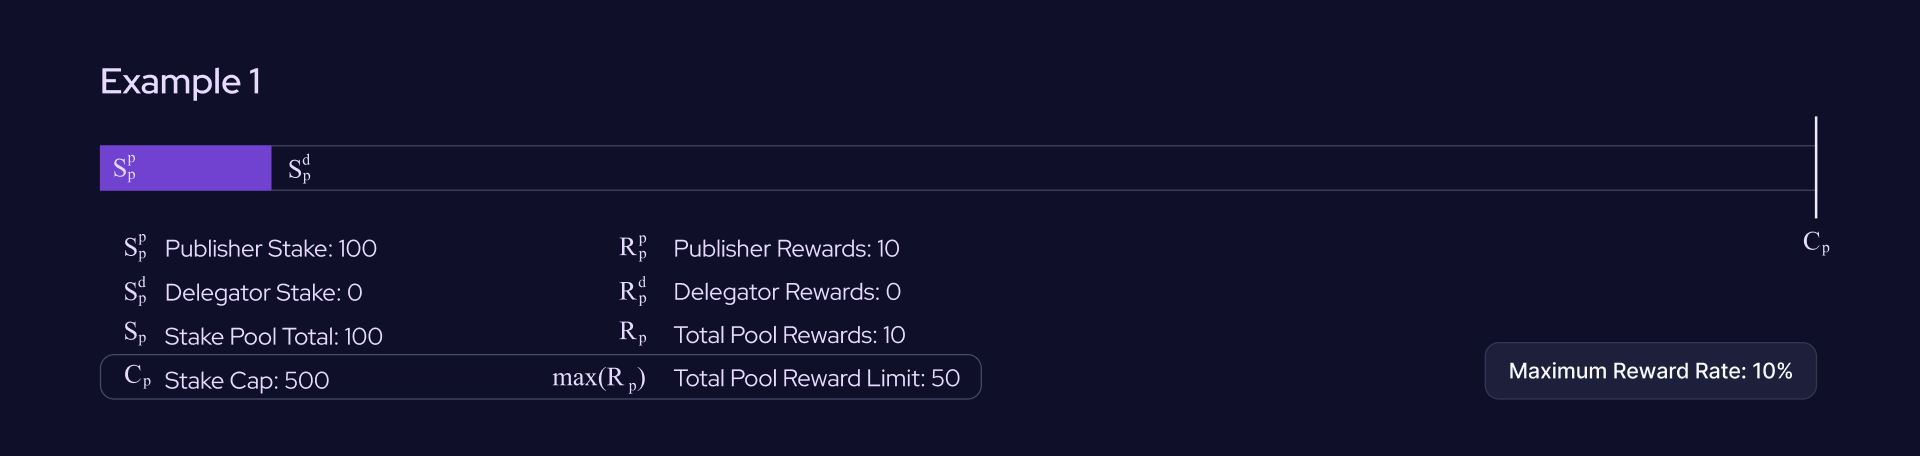 Example 1
S_p^p S_p^d
S_p^p Publisher Stake: 100 R_p^p Publisher Rewards: 10
C_p
S_p^d Delegator Stake: 0 R_p^d Delegator Rewards: 0
S_p Stake Pool Total: 100 R_p Total Pool Rewards: 10
C_p Stake Cap: 500 max(R_p) Total Pool Reward Limit: 50
Maximum Reward Rate: 10%